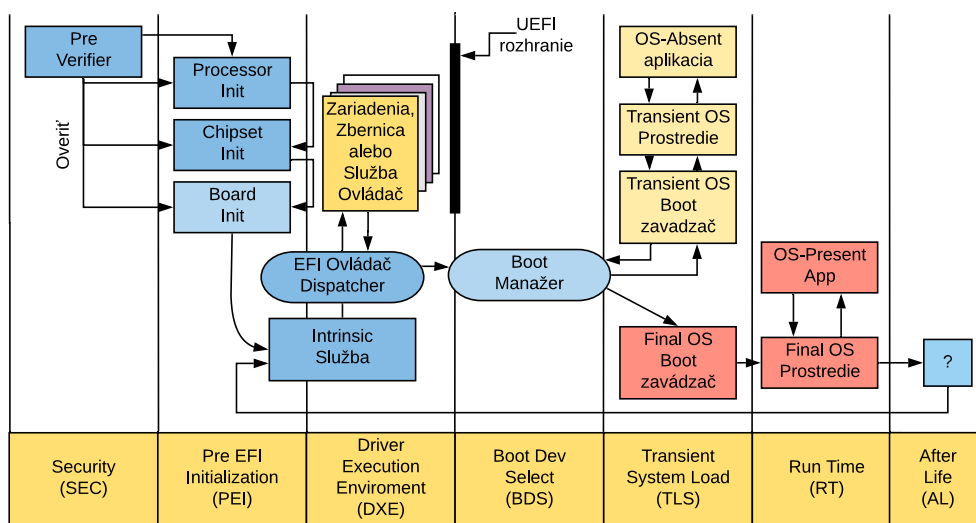 UEFI
rozhranie
Pre
Verifier
Overiť
Processor
Init
Chipset
Init
Board
Init
Zariadenia,
Zbernica
alebo
Služba
Ovládač
EFI Ovládač
Dispatcher
Intrinsic
Služba
Boot
Manažer
OS-Absent
aplikacia
Transient OS
Prostredie
Transient OS
Boot
zavadzač
Final OS
Boot
zavádzač
OS-Present
App
Final OS
Prostredie
?
Security
(SEC)
Pre EFI
Initialization
(PEI)
Driver
Execution
Enviroment
(DXE)
Boot Dev
Select
(BDS)
Transient
System Load
(TLS)
Run Time
(RT)
After
Life
(AL)